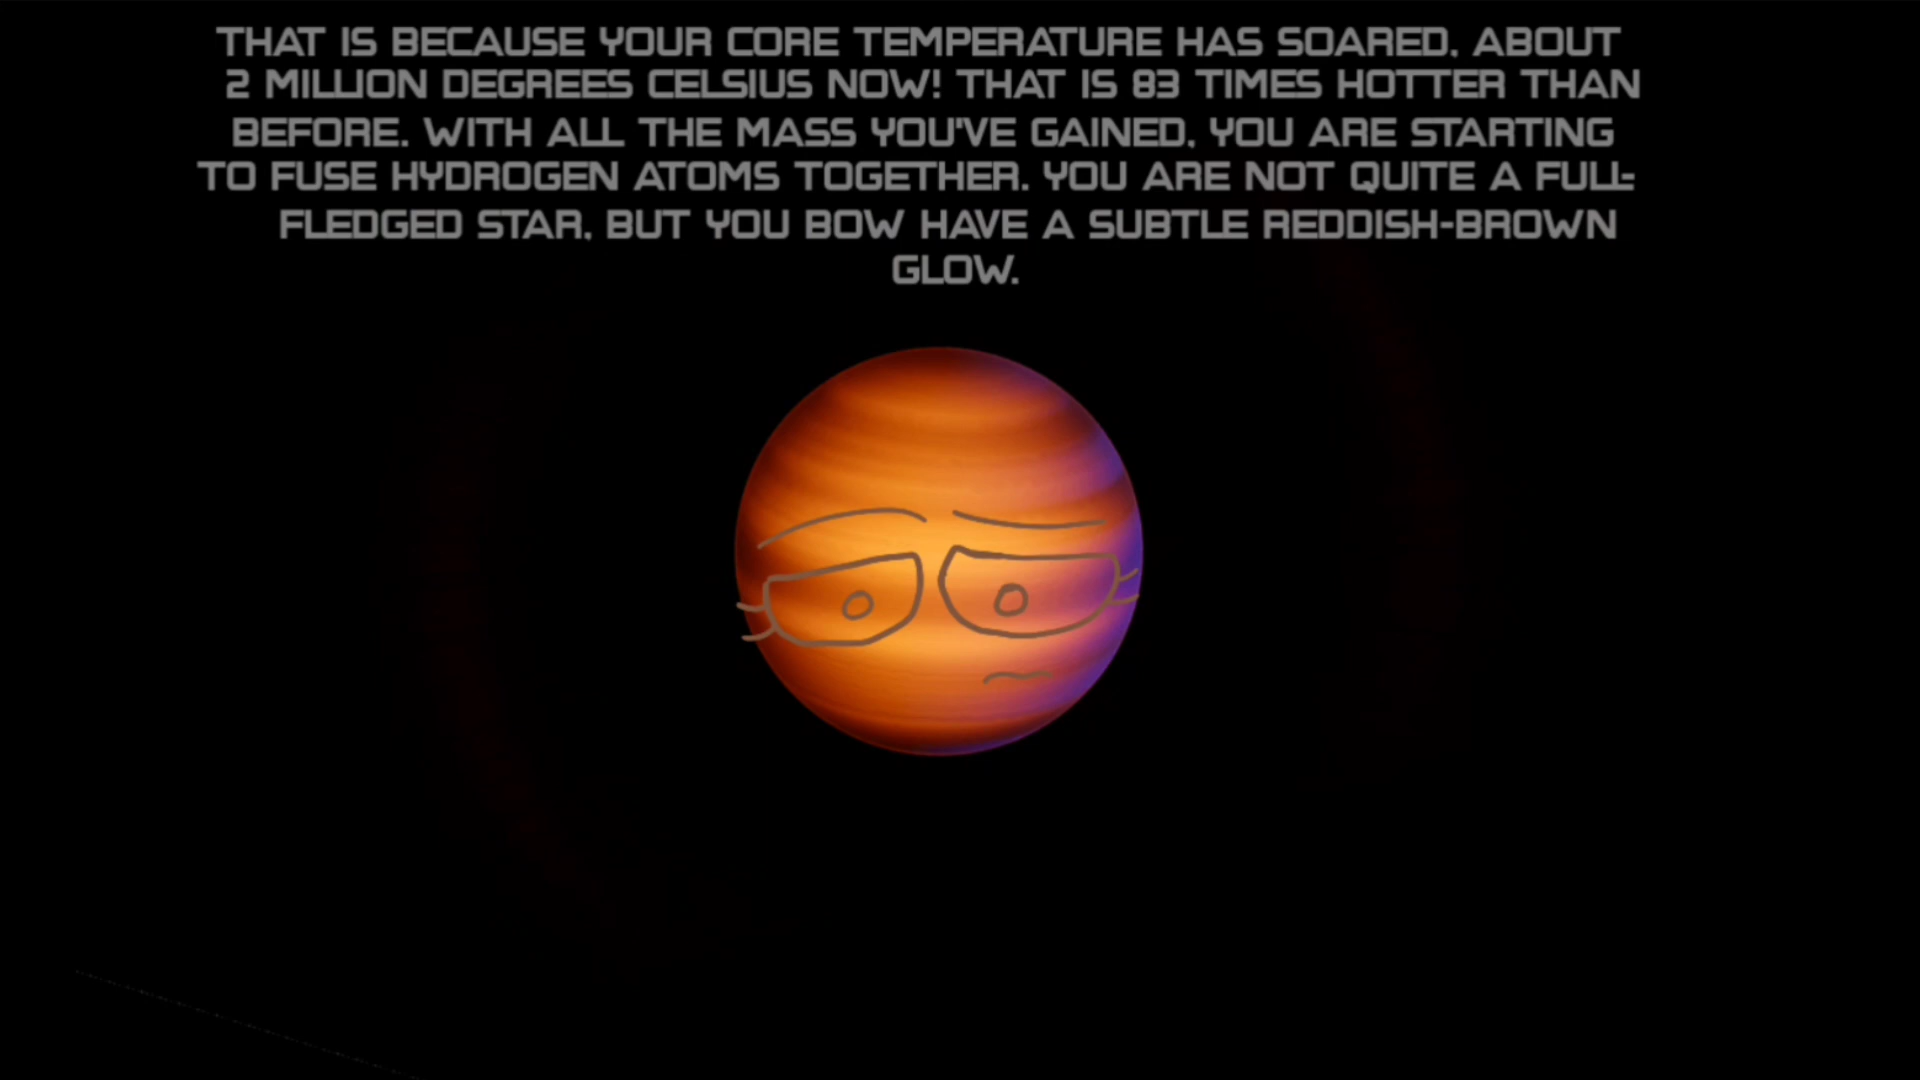 THAT IS BECAUSE YOUR CORE TEMPERATURE HAS SOARED, ABOUT
2 MILLION DEGREES CELSIUS NOW! THAT IS 83 TIMES HOTTER THAN
BEFORE. WITH ALL THE MASS YOU'VE GAINED, YOU ARE STARTING
TO FUSE HYDROGEN ATOMS TOGETHER. YOU ARE NOT QUITE A FULL-
FLEDGED STAR, BUT YOU BOW HAVE A SUBTLE REDDISH-BROWN
GLOW.